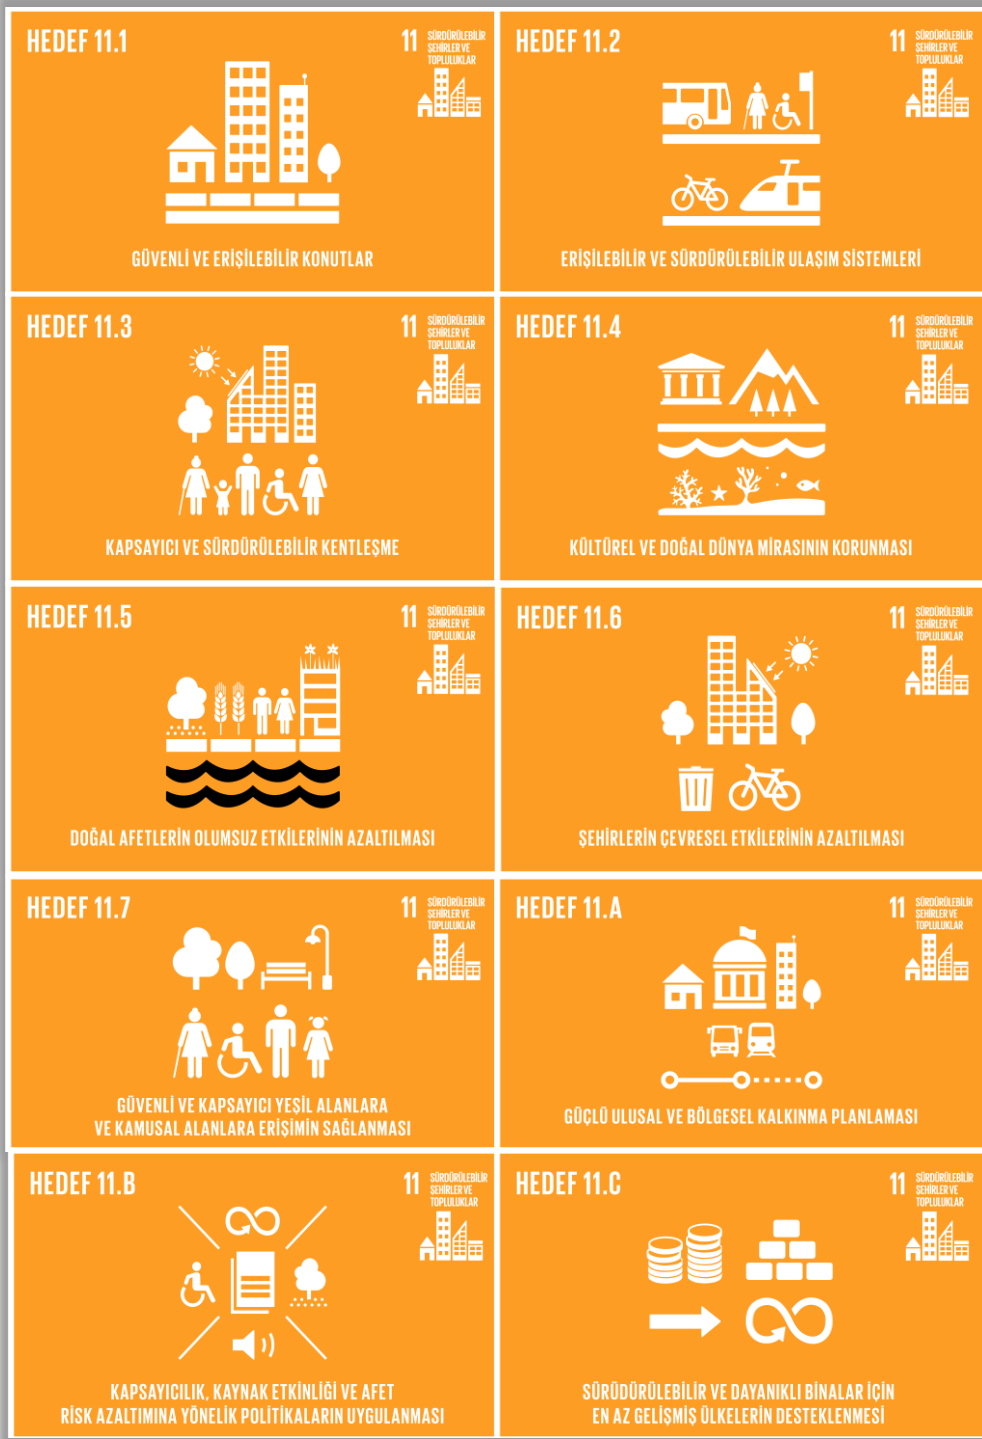 HEDEF 11.1
11 SÜRDÜRÜLEBİLİR
ŞEHİRLER VE
TOPLULUKLAR
GÜVENLİ VE ERİŞİLEBİLİR KONUTLAR
HEDEF 11.2
11 SÜRDÜRÜLEBİLİR
ŞEHİRLER VE
TOPLULUKLAR
ERİŞİLEBİLİR VE SÜRDÜRÜLEBİLİR ULAŞIM SİSTEMLERİ
HEDEF 11.3
11 SÜRDÜRÜLEBİLİR
ŞEHİRLER VE
TOPLULUKLAR
KAPSAYICI VE SÜRDÜRÜLEBİLİR KENTLEŞME
HEDEF 11.4
11 SÜRDÜRÜLEBİLİR
ŞEHİRLER VE
TOPLULUKLAR
KÜLTÜREL VE DOĞAL DÜNYA MİRASININ KORUNMASI
HEDEF 11.5
11 SÜRDÜRÜLEBİLİR
ŞEHİRLER VE
TOPLULUKLAR
DOĞAL AFETLERİN OLUMSUZ ETKİLERİNİN AZALTILMASI
HEDEF 11.6
11 SÜRDÜRÜLEBİLİR
ŞEHİRLER VE
TOPLULUKLAR
ŞEHİRLERİN ÇEVRESEL ETKİLERİNİN AZALTILMASI
HEDEF 11.7
11 SÜRDÜRÜLEBİLİR
ŞEHİRLER VE
TOPLULUKLAR
GÜVENLİ VE KAPSAYICI YEŞİL ALANLARA
VE KAMUSAL ALANLARA ERİŞİMİN SAĞLANMASI
HEDEF 11.A
11 SÜRDÜRÜLEBİLİR
ŞEHİRLER VE
TOPLULUKLAR
GÜÇLÜ ULUSAL VE BÖLGESEL KALKINMA PLANLAMASI
HEDEF 11.B
11 SÜRDÜRÜLEBİLİR
ŞEHİRLER VE
TOPLULUKLAR
KAPSAYICILIK, KAYNAK ETKİNLİĞİ VE AFET
RİSK AZALTIMINA YÖNELİK POLİTİKALARIN UYGULANMASI
HEDEF 11.C
11 SÜRDÜRÜLEBİLİR
ŞEHİRLER VE
TOPLULUKLAR
SÜRÜDÜRÜLEBİLİR VE DAYANIKLI BİNALAR İÇİN
EN AZ GELİŞMİŞ ÜLKELERİN DESTEKLENMESİ